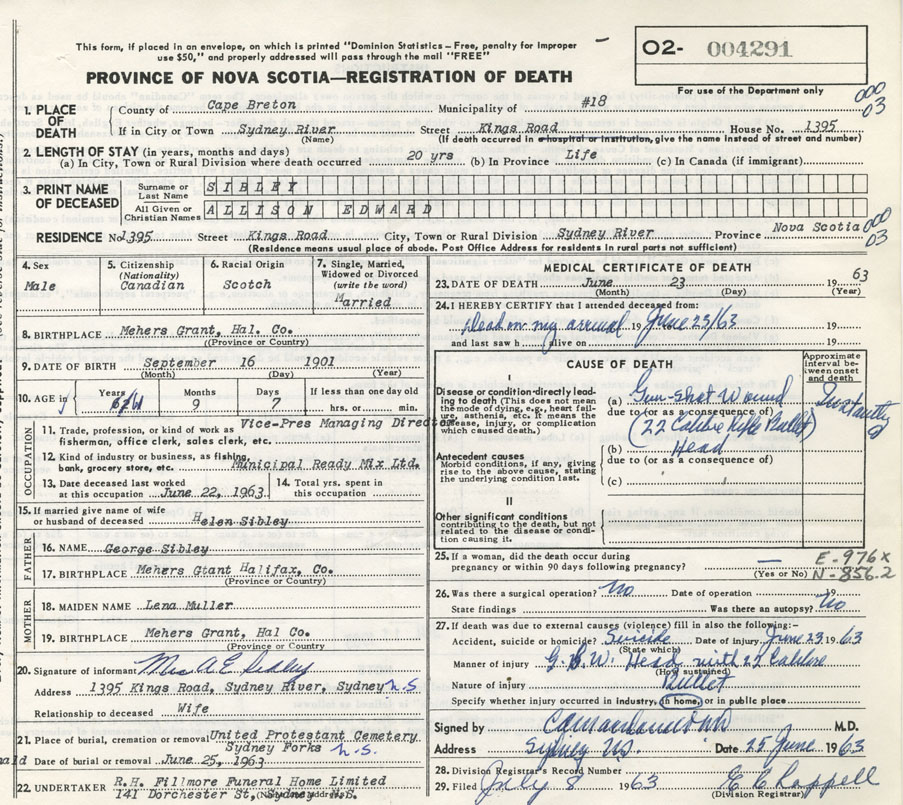 This form, if placed in an envelope, on which is printed "Dominion Statistics–Free, penalty for improper
use $50," and properly addressed will pass through the mail "FREE"
O2- 004291
PROVINCE OF NOVA SCOTIA—REGISTRATION OF DEATH
For use of the Department only
000
03
1. PLACE OF DEATH County of Cape Breton Municipality of #18
If in City or Town Sydney River Street Kings Road House No. 1395
(Name) (If death occurred in a hospital or institution, give the name instead of street and number)
2. LENGTH OF STAY (in years, months and days)
(a) In City, Town or Rural Division where death occurred 20 yrs (b) In Province Life (c) In Canada (if immigrant)
3. PRINT NAME OF DECEASED Surname or Last Name SIBLEY
All Given or Christian Names ALLISON EDWARD
RESIDENCE No 1395 Street Kings Road City, Town or Rural Division Sydney River Province Nova Scotia
000
03
(Residence means usual place of abode. Post Office Address for residents in rural parts not sufficient)
4. Sex
Male
5. Citizenship
(Nationality)
Canadian
6. Racial Origin
Scotch
7. Single, Married,
Widowed or Divorced
(write the word)
Married
8. BIRTHPLACE Mehers Grant, Hal. Co.
(Province or Country)
9. DATE OF BIRTH September 16 1901
(Month) (Day) (Year)
10. AGE in Years Months 9 Days 7 If less than one day old
hrs. or min.
OCCUPATION
11. Trade, profession, or kind of work as Vice-Pres Managing Director
fisherman, office clerk, sales clerk, etc.
12. Kind of industry or business, as fishing,
bank, grocery store, etc. Municipal Ready Mix Ltd.
13. Date deceased last worked
at this occupation June 22, 1963
14. Total yrs. spent in
this occupation
15. If married give name of wife
or husband of deceased Helen Sibley
FATHER
16. NAME George Sibley
17. BIRTHPLACE Mehers Gtant Halifax, Co.
(Province or Country)
MOTHER
18. MAIDEN NAME Lena Muller
19. BIRTHPLACE Mehers Grant, Hal Co.
(Province or Country)
20. Signature of informant Mrs A E Sibley
Address 1395 Kings Road, Sydney River, Sydney N.S
Relationship to deceased Wife
21. Place of burial, cremation or removal United Protestant Cemetery
Sydney Forks N.S.
Date of burial or removal June 25, 1963
22. UNDERTAKER R.H. Fillmore Funeral Home Limited
141 Dorchester St, Sydney N.S.
(Name and address)
MEDICAL CERTIFICATE OF DEATH
23. DATE OF DEATH June 23 1963
(Month) (Day) (Year)
24. I HEREBY CERTIFY that I attended deceased from:
Dead on my arrival 19 June 23/63 19
and last saw h alive on 19
CAUSE OF DEATH
Approximate
interval be-
tween onset
and death
I
Disease or condition directly lead-
ing to death (This does not mean
the mode of dying, e.g., heart fail-
ure, asthenia, etc. It means the
disease, injury, or complication
which caused death.)
(a) Gun-Shot Wound Instantly
due to (or as a consequence of)
(22 Calibre Rifle Bullet)
Antecedent causes
Morbid conditions, if any, giving
rise to the above cause, stating
the underlying condition last.
(b) Head
due to (or as a consequence of)
(c)
II
Other significant conditions
contributing to the death, but not
related to the disease or condi-
tion causing it.
25. If a woman, did the death occur during
pregnancy or within 90 days following pregnancy? —
(Yes or No)
E-976X
N-856.2
26. Was there a surgical operation? No Date of operation 19
State findings Was there an autopsy? No
27. If death was due to external causes (violence) fill in also the following:–
Accident, suicide or homicide? Suicide Date of injury June 23 1963
(State which)
Manner of injury G.S.W. Head with 22 Calibre
(How sustained)
Nature of injury Bullet
Specify whether injury occurred in industry, in home, or in public place
Signed by M.D.
Address Sydney N.S. Date 25 June 1963
28. Division Registrar's Record Number
29. Filed July 8 1963 E C Chappell
(Division Registrar)